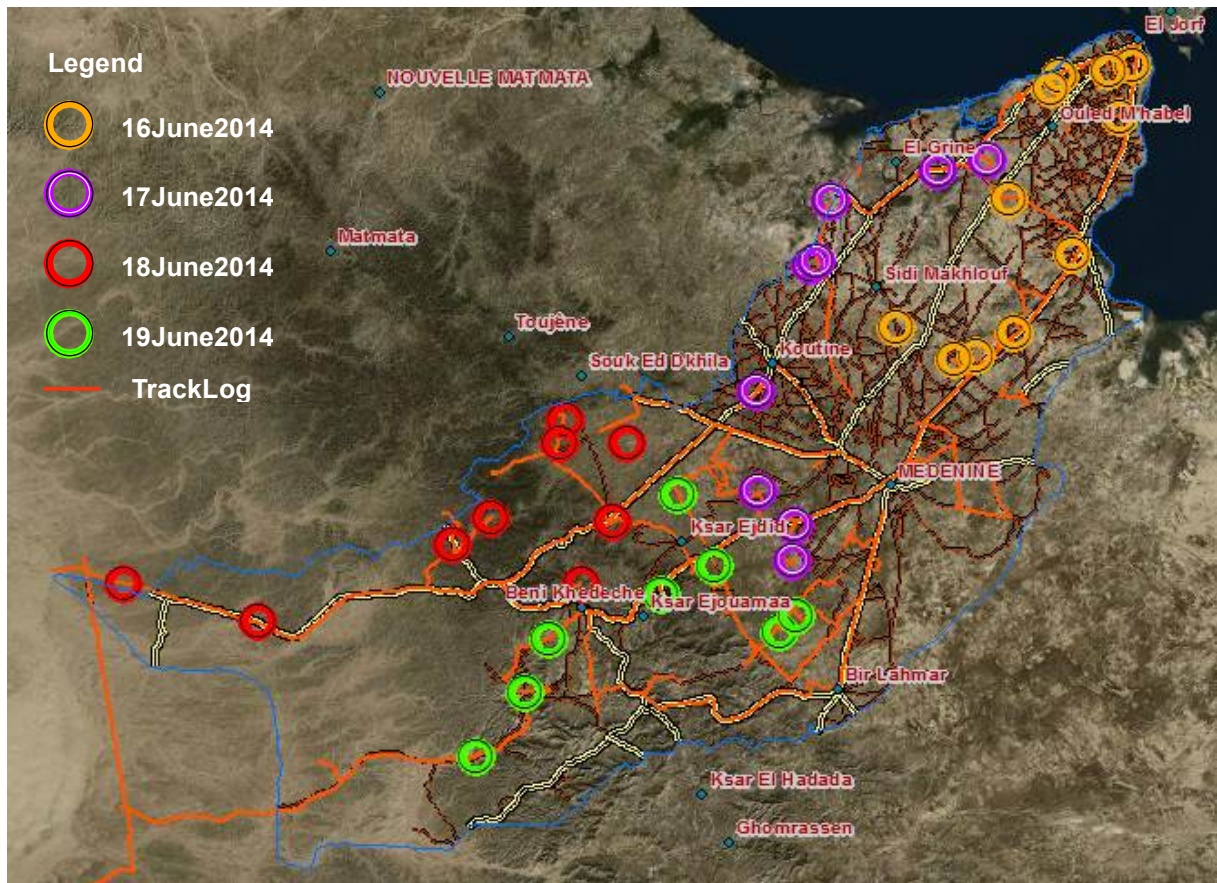 Legend
16June2014
17June2014
18June2014
19June2014
TrackLog
El Jorf
NOUVELLE MATMATA
Ouled M'habel
El Grine
Matmata
Sidi Makhlouf
Toujène
Souk Ed Dkhila
Koutine
MEDENINE
Ksar Ejdid
Beni Khedeche
Ksar Ejouamaa
Bir Lahmar
Ksar El Hadada
Ghomrassen